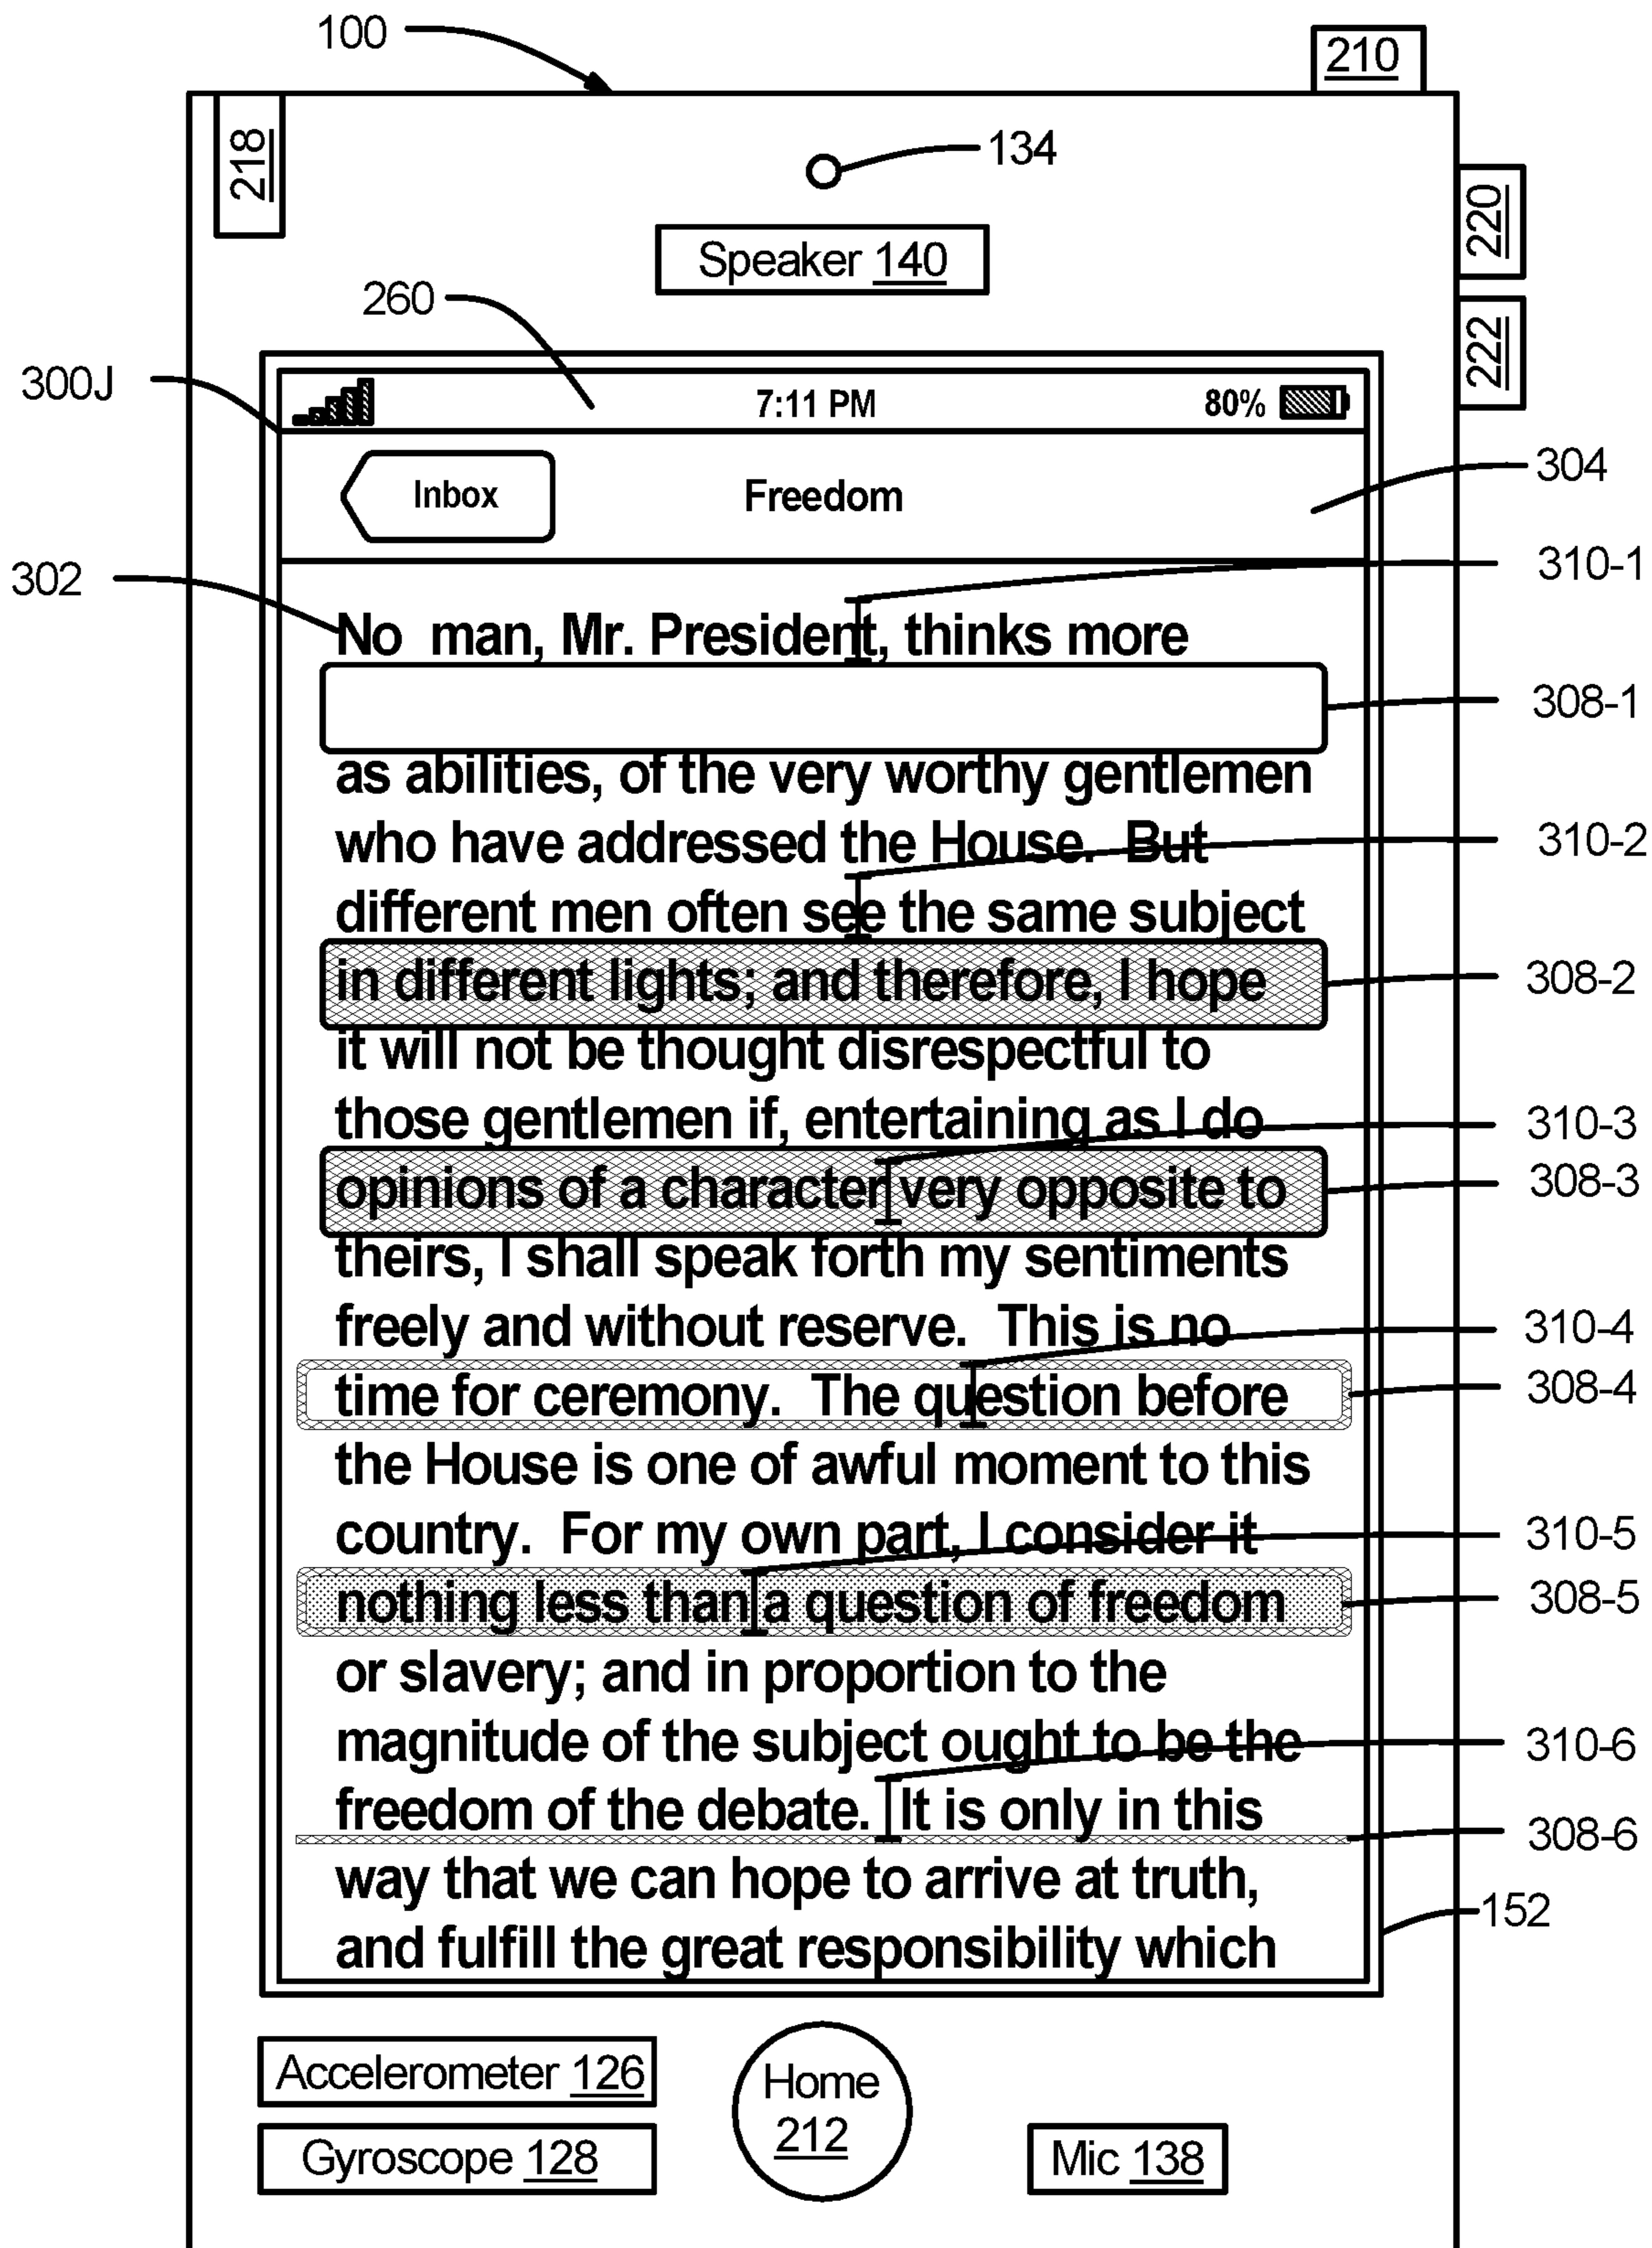 100
210
218
134
220
Speaker 140
260
222
300J
7:11 PM 80%
304
Inbox Freedom
310-1
302
No man, Mr. President, thinks more
308-1
as abilities, of the very worthy gentlemen
who have addressed the House. But
310-2
different men often see the same subject
in different lights; and therefore, I hope
308-2
it will not be thought disrespectful to
those gentlemen if, entertaining as I do
310-3
opinions of a character very opposite to
308-3
theirs, I shall speak forth my sentiments
freely and without reserve. This is no
310-4
time for ceremony. The question before
308-4
the House is one of awful moment to this
country. For my own part, I consider it
310-5
nothing less than a question of freedom
308-5
or slavery; and in proportion to the
magnitude of the subject ought to be the
310-6
freedom of the debate. It is only in this
308-6
way that we can hope to arrive at truth,
152
and fulfill the great responsibility which
Accelerometer 126
Home
212
Gyroscope 128
Mic 138